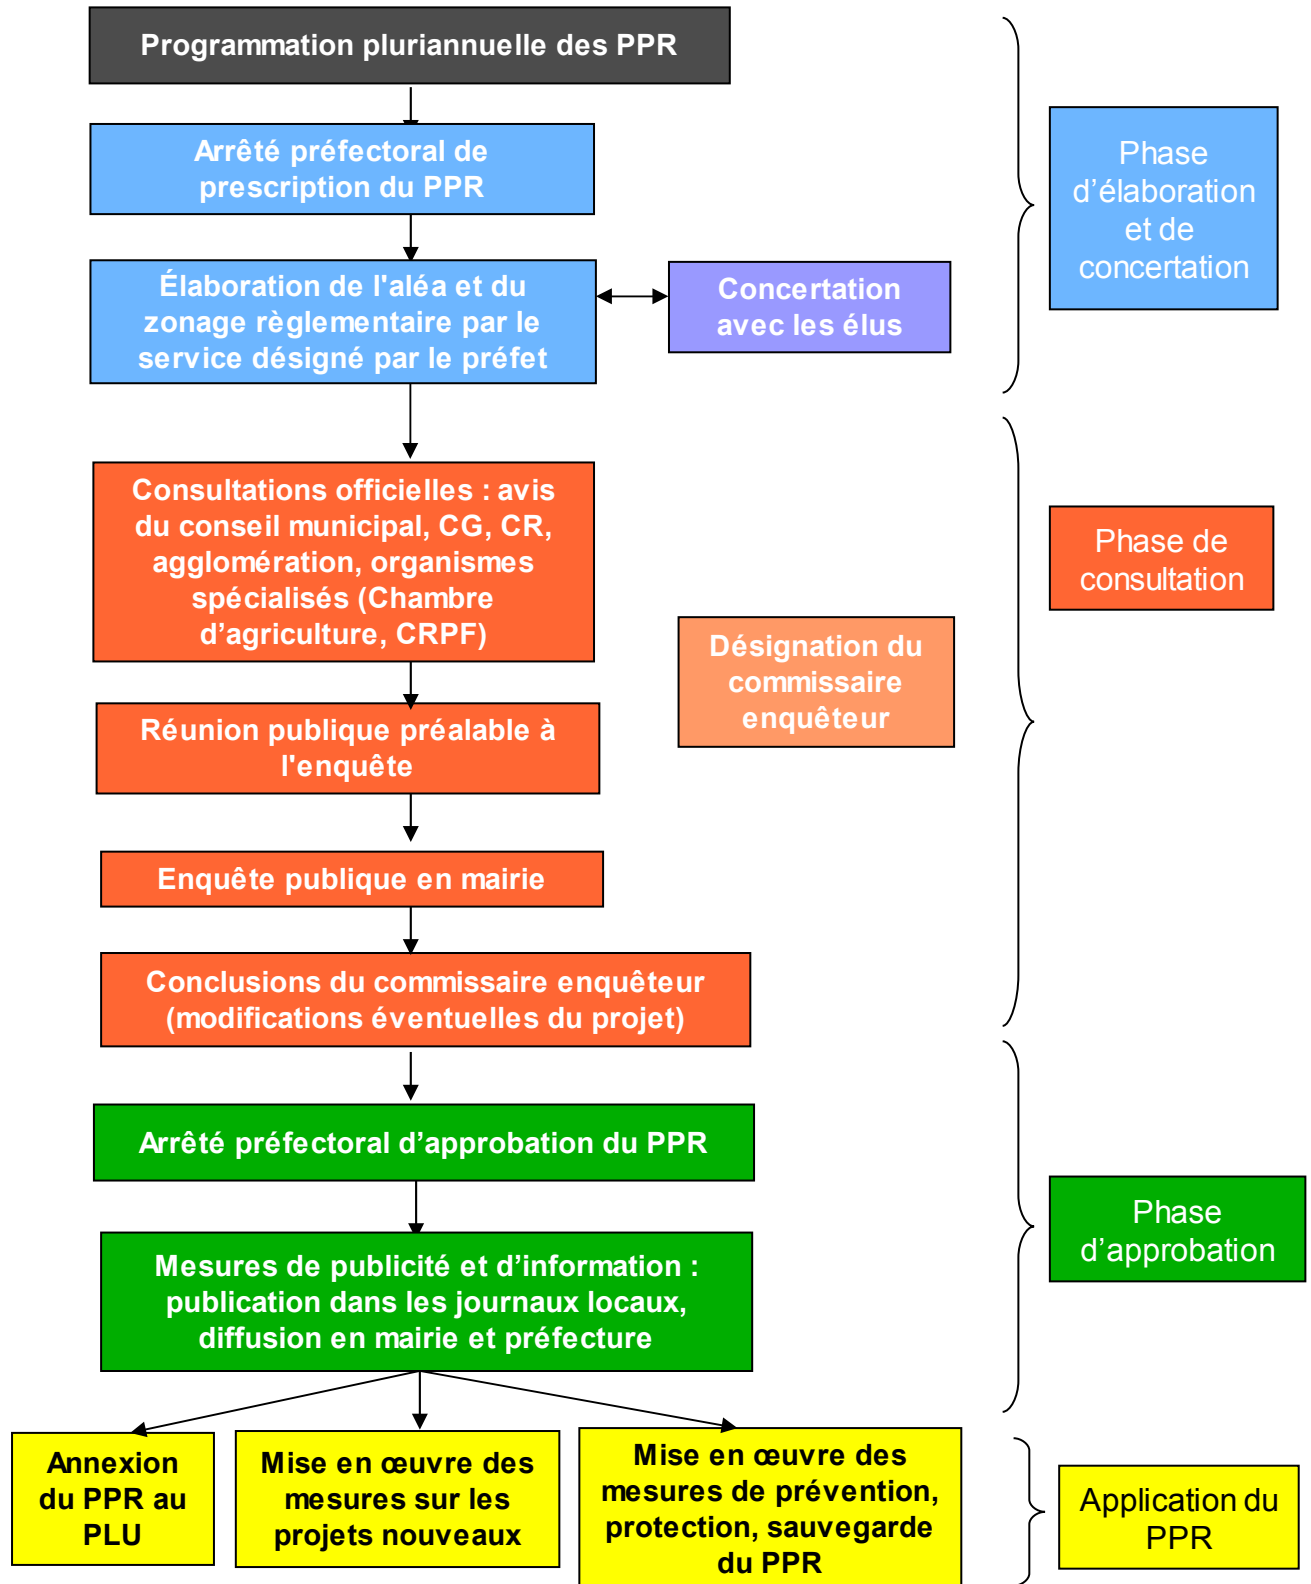 Programmation pluriannuelle des PPR
Arrêté préfectoral de
prescription du PPR
Phase
d’élaboration
et de
concertation
Élaboration de l'aléa et du
zonage règlementaire par le
service désigné par le préfet
Concertation
avec les élus
Consultations officielles : avis
du conseil municipal, CG, CR,
agglomération, organismes
spécialisés (Chambre
d’agriculture, CRPF)
Phase de
consultation
Désignation du
commissaire
enquêteur
Réunion publique préalable à
l'enquête
Enquête publique en mairie
Conclusions du commissaire enquêteur
(modifications éventuelles du projet)
Arrêté préfectoral d’approbation du PPR
Phase
d’approbation
Mesures de publicité et d’information :
publication dans les journaux locaux,
diffusion en mairie et préfecture
Annexion
du PPR au
PLU
Mise en œuvre des
mesures sur les
projets nouveaux
Mise en œuvre des
mesures de prévention,
protection, sauvegarde
du PPR
Application du
PPR